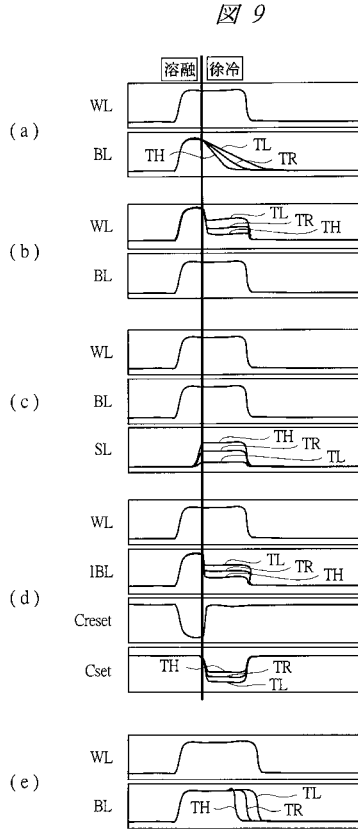 図 9
溶融 徐冷
(a)
WL
BL
TH
TL
TR
(b)
WL
TL
TR
TH
BL
(c)
WL
BL
SL
TH
TR
TL
(d)
WL
IBL
TL
TR
TH
Creset
Cset
TH
TR
TL
(e)
WL
BL
TH
TL
TR